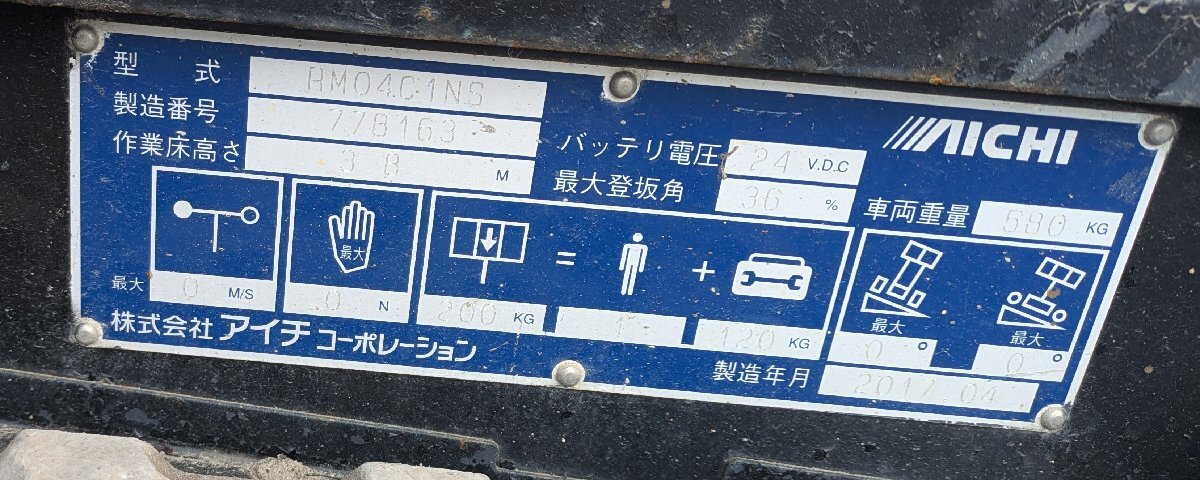 型式 RM04C1NS
製造番号 778163
作業床高さ 3.8 M
バッテリ電圧 24 V.D.C
最大登坂角 36 %
AICHI
車両重量 580 KG
最大 0 M/S
最大 0 N
200 KG = 1 + 120 KG
最大 0 °
最大 0 °
株式会社 アイチ コーポレーション
製造年月 2017.04